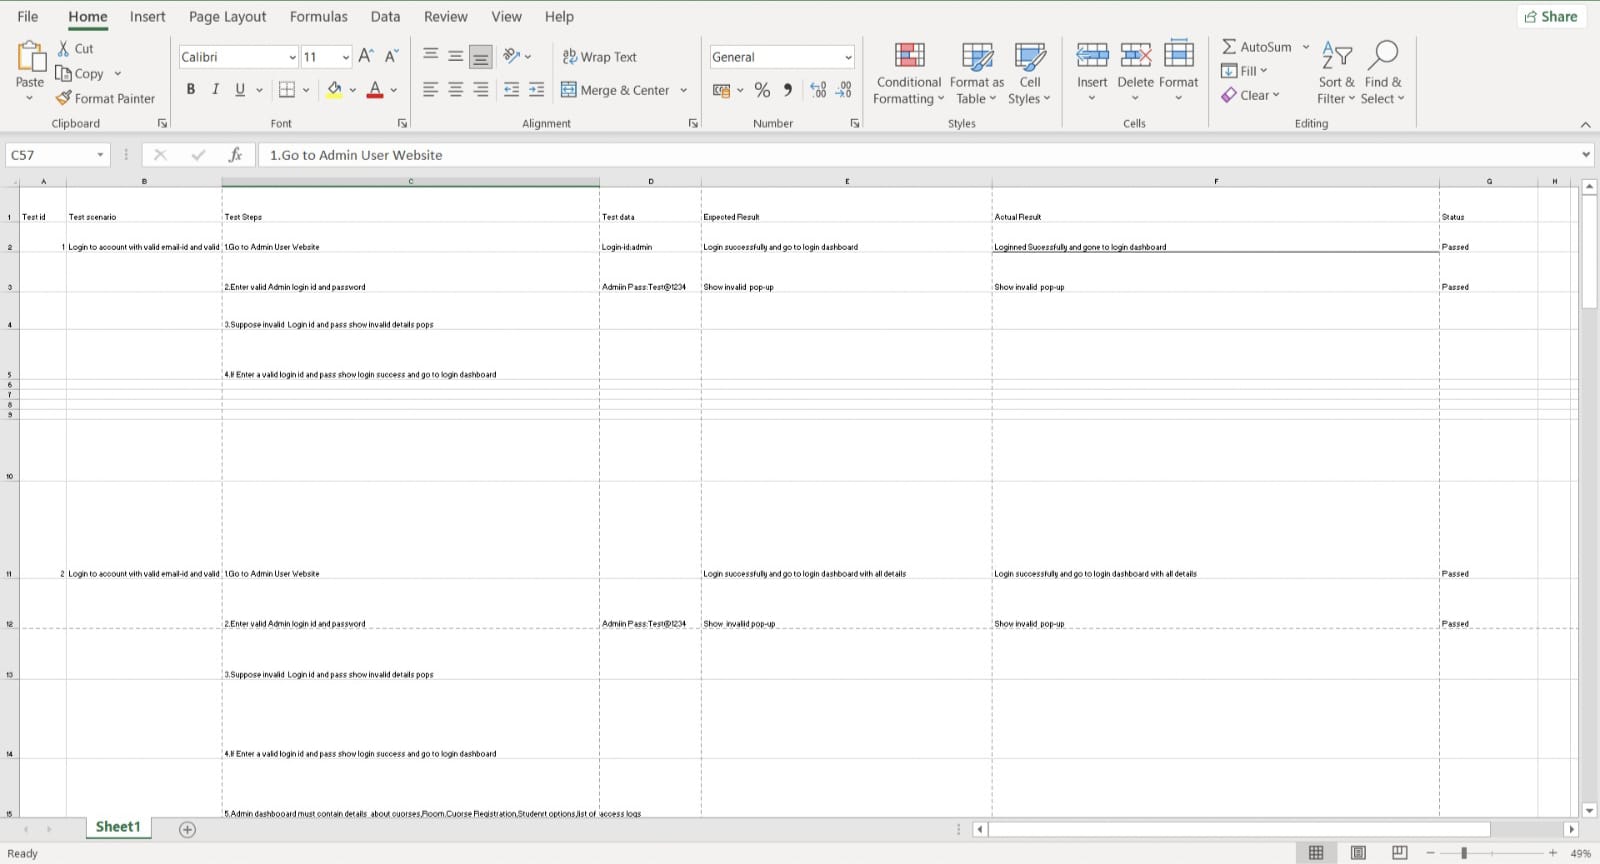 File Home Insert Page Layout Formulas Data Review View Help Share
Paste Cut Copy Format Painter Clipboard
Calibri 11 B I U Font
Wrap Text Merge & Center Alignment
General Number
Conditional Formatting Format as Table Cell Styles Styles
Insert Delete Format Cells
AutoSum Fill Clear Sort & Filter Find & Select Editing
C57 fx 1.Go to Admin User Website
A B C D E F G H
1 Test id Test scenario Test Steps Test data Expected Result Actual Result Status
2 1 Login to account with valid email-id and valid 1.Go to Admin User Website Login-id:admin Login successfully and go to login dashboard Loginned Sucessfully and gone to login dashboard Passed
3 2.Enter valid Admin login id and password Admiin Pass:Test@1234 Show invalid pop-up Show invalid pop-up Passed
4 3.Suppose invalid Login id and pass show invalid details pops
5 4.If Enter a valid login id and pass show login success and go to login dashboard
6
7
8
9
10
11 2 Login to account with valid email-id and valid 1.Go to Admin User Website Login successfully and go to login dashboard with all details Login successfully and go to login dashboard with all details Passed
12 2.Enter valid Admin login id and password Admiin Pass:Test@1234 Show invaliid pop-up Show invalid pop-up Passed
13 3.Suppose invalid Login id and pass show invalid details pops
14 4.If Enter a valid login id and pass show login success and go to login dashboard
15 5.Admin dashbooard must contain details about cuorses,Room,Cuorse Registration,Studenrt options,list of access logs
Sheet1
Ready 49%